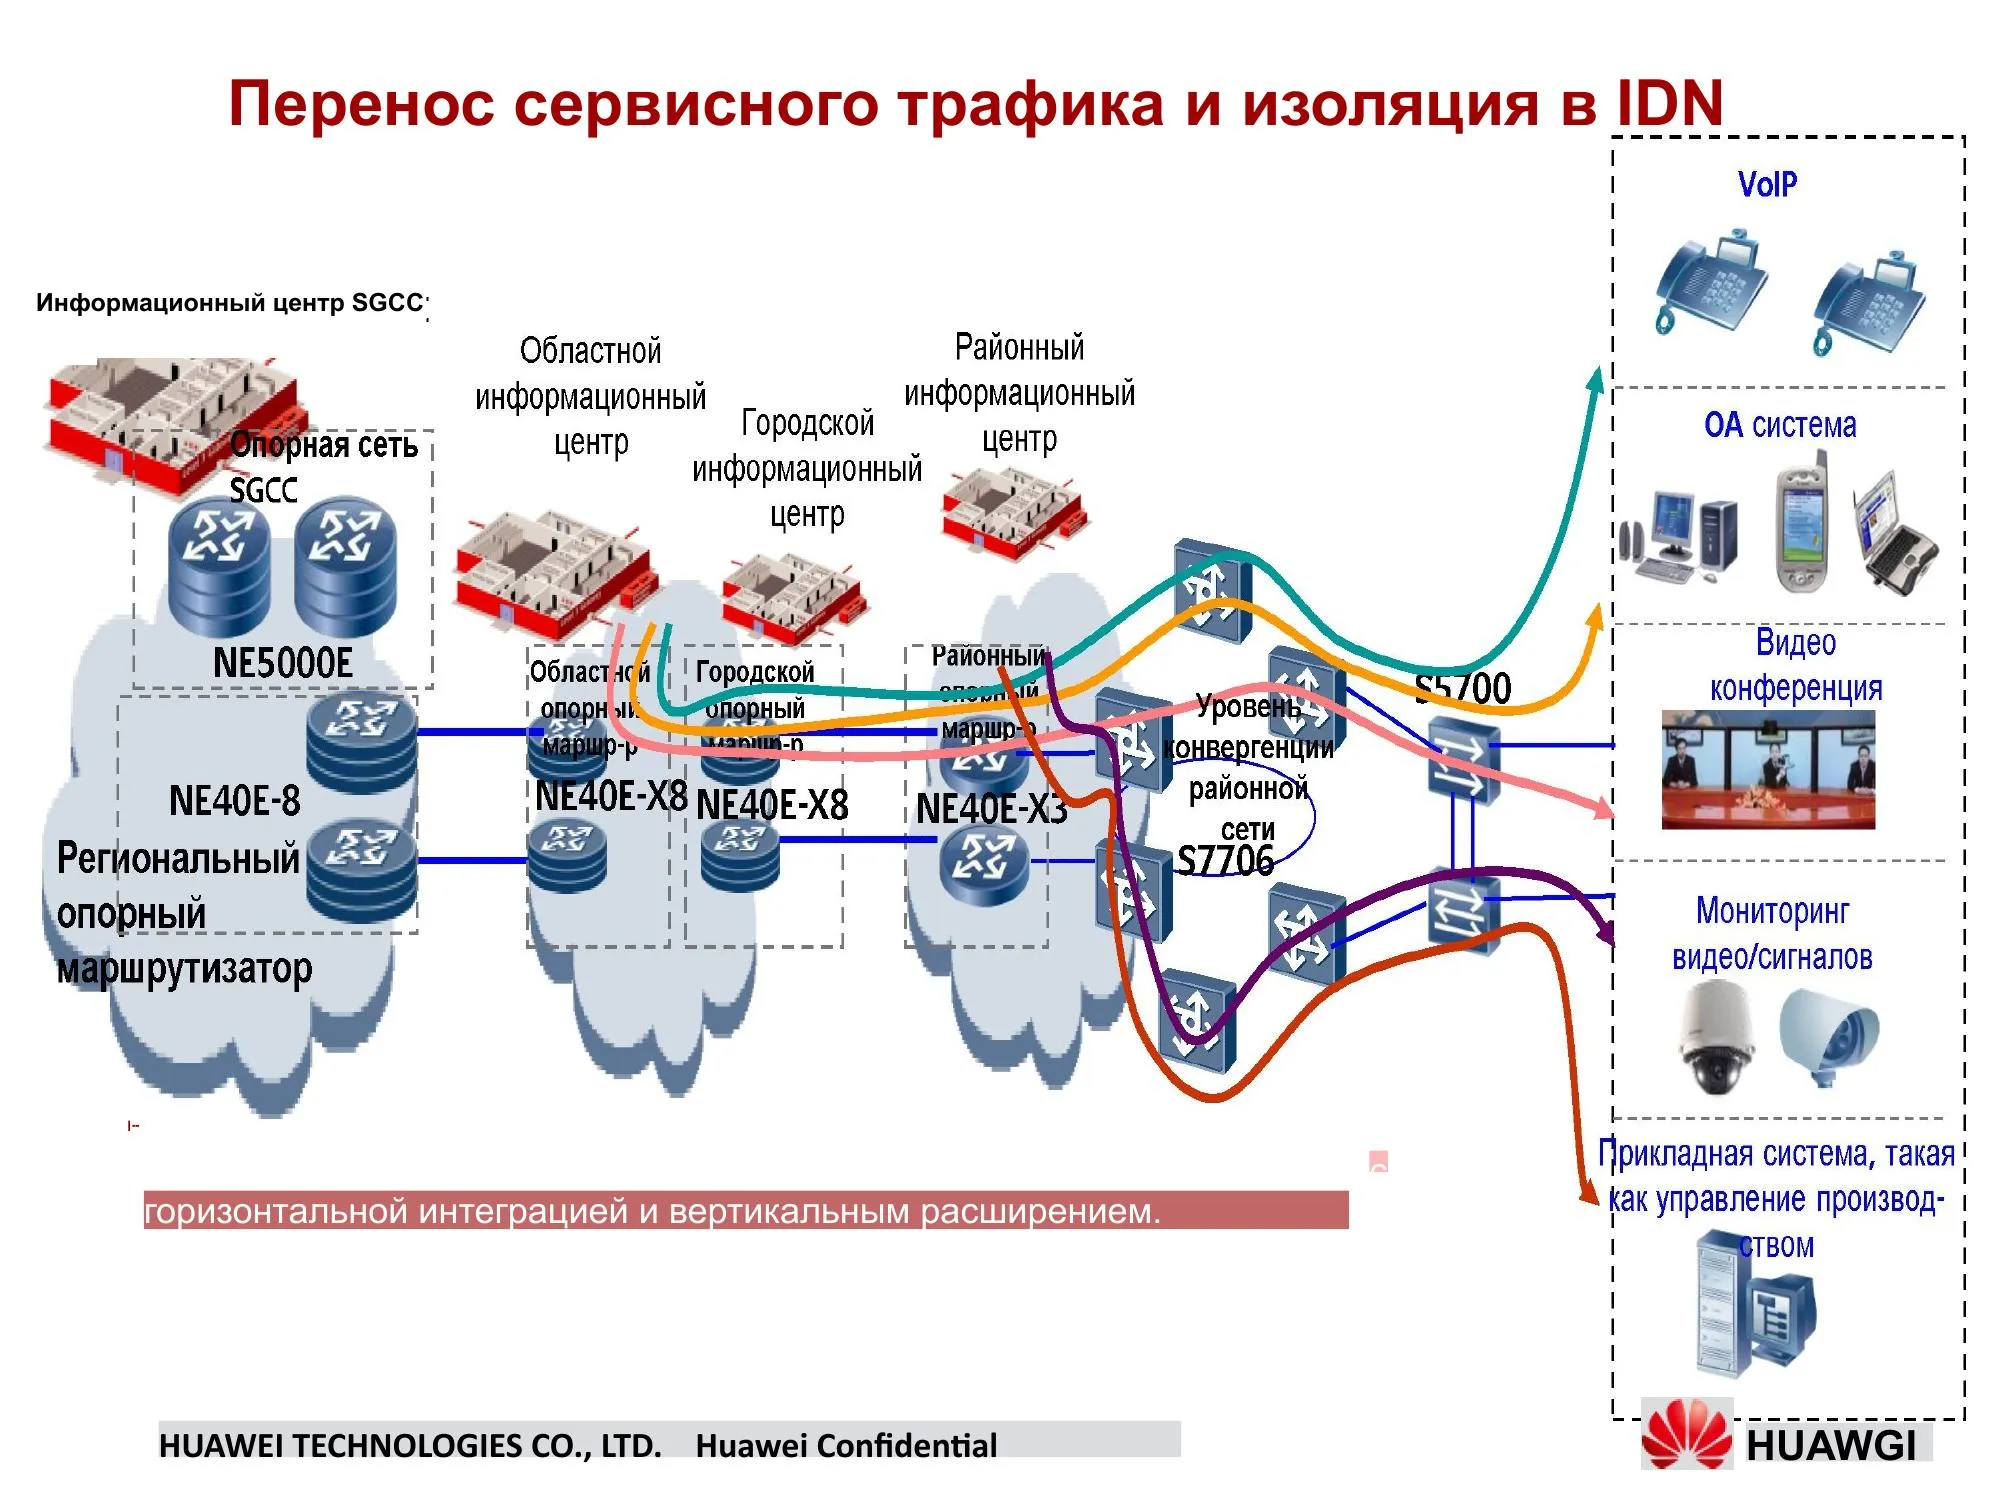 Перенос сервисного трафика и изоляция в IDN
Информационный центр SGCC
Опорная сеть
SGCC
NE5000E
NE40E-8
Региональный
опорный
маршрутизатор
Областной
информационный
центр
Городской
информационный
центр
Районный
информационный
центр
Областной
опорный
маршр-р
NE40E-X8
Городской
опорный
маршр-р
NE40E-X8
Районный
опорный
маршр-р
NE40E-X3
Уровень
конвергенции
районной
сети
S7706
S5700
VoIP
OA система
Видео
конференция
Мониторинг
видео/сигналов
Прикладная система, такая
как управление производ-
ством
горизонтальной интеграцией и вертикальным расширением.
HUAWEI TECHNOLOGIES CO., LTD. Huawei Confidential
HUAWGI